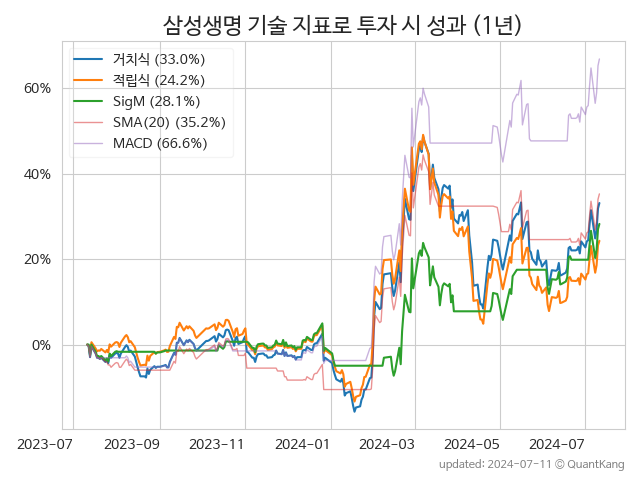 삼성생명 기술 지표로 투자 시 성과 (1년)
거치식 (33.0%)
적립식 (24.2%)
SigM (28.1%)
SMA(20) (35.2%)
MACD (66.6%)
60%
40%
20%
0%
2023-07 2023-09 2023-11 2024-01 2024-03 2024-05 2024-07
updated: 2024-07-11 © QuantKang